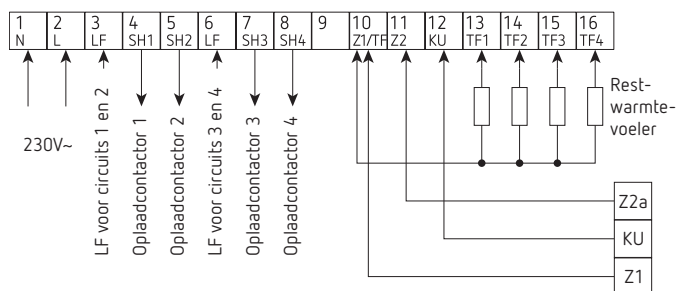 1 2 3 4 5 6 7 8 9 10 11 12 13 14 15 16
N L LF SH1 SH2 LF SH3 SH4 Z1/TF Z2 KU TF1 TF2 TF3 TF4
230V~
LF voor circuits 1 en 2
Oplaadcontactor 1
Oplaadcontactor 2
LF voor circuits 3 en 4
Oplaadcontactor 3
Oplaadcontactor 4
Rest-
warmte-
voeler
Z2a
KU
Z1